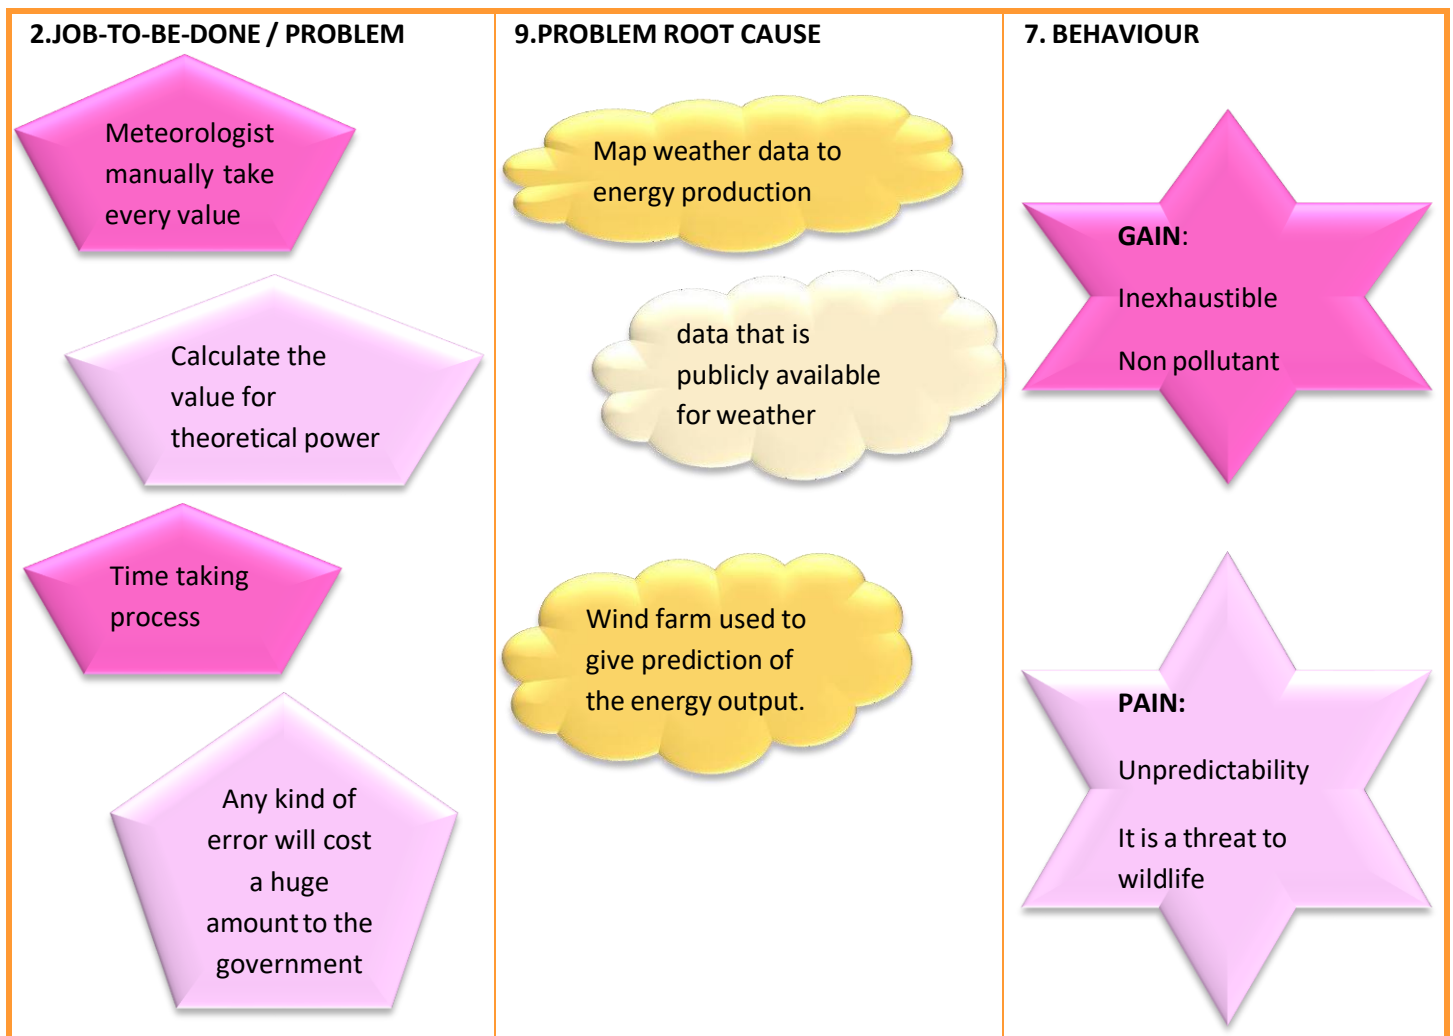 2.JOB-TO-BE-DONE / PROBLEM
Meteorologist
manually take
every value
Calculate the
value for
theoretical power
Time taking
process
Any kind of
error will cost
a huge
amount to the
government
9.PROBLEM ROOT CAUSE
Map weather data to
energy production
data that is
publicly available
for weather
Wind farm used to
give prediction of
the energy output.
7. BEHAVIOUR
GAIN:
Inexhaustible
Non pollutant
PAIN:
Unpredictability
It is a threat to
wildlife